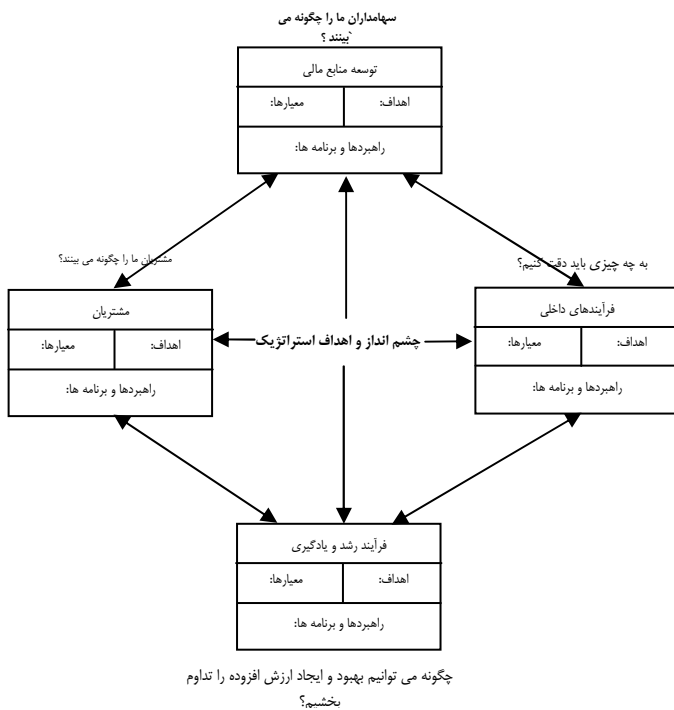 سهامداران ما را چگونه می
`بینند ؟
توسعه منابع مالی
اهداف:
معیارها:
راهبردها و برنامه ها:
به چه چیزی باید دقت کنیم؟
مشتریان ما را چگونه می بینند؟
فرآیندهای داخلی
اهداف:
معیارها:
راهبردها و برنامه ها:
چشم انداز و اهداف استراتژیک
مشتریان
اهداف:
معیارها:
راهبردها و برنامه ها:
فرآیند رشد و یادگیری
اهداف:
معیارها:
راهبردها و برنامه ها:
چگونه می توانیم بهبود و ایجاد ارزش افزوده را تداوم
بخشیم؟